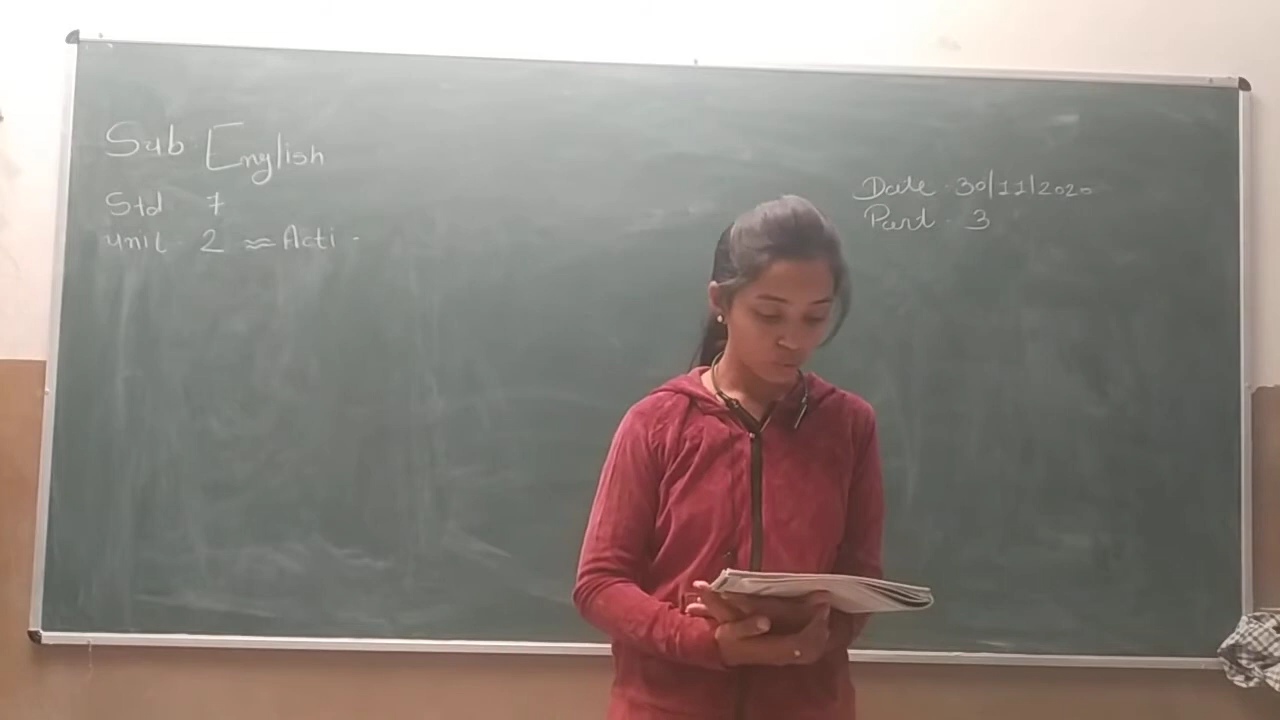 Sub English
Std 7
unit 2 ≈ Acti -
Date 30/11/2020
Part 3